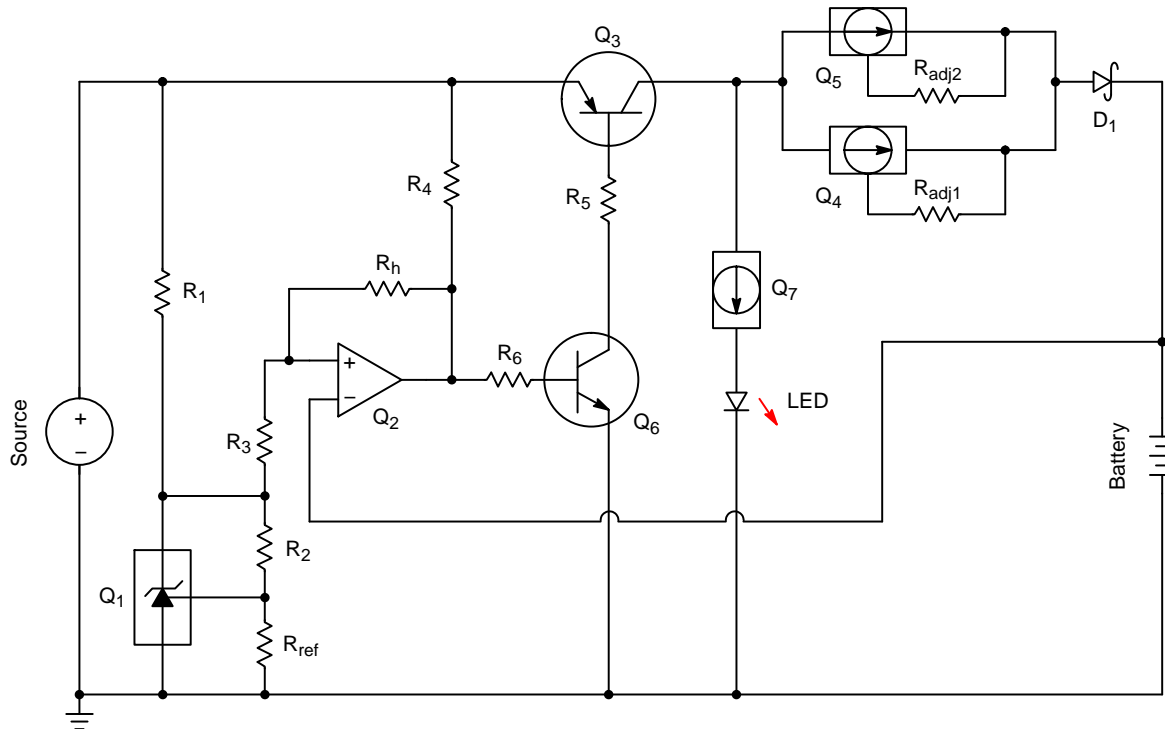 Q3
Q5
Radj2
D1
R4
R5
Q4
Radj1
Rh
R1
Q7
R6
+
−
Q2
LED
Source
+
−
R3
Q6
Battery
R2
Q1
Rref